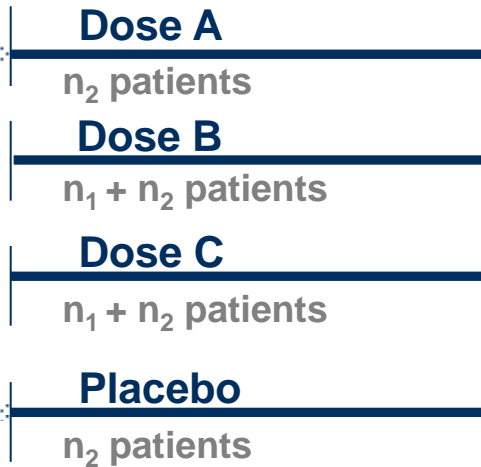 Dose A
n₂ patients
Dose B
n₁ + n₂ patients
Dose C
n₁ + n₂ patients
Placebo
n₂ patients